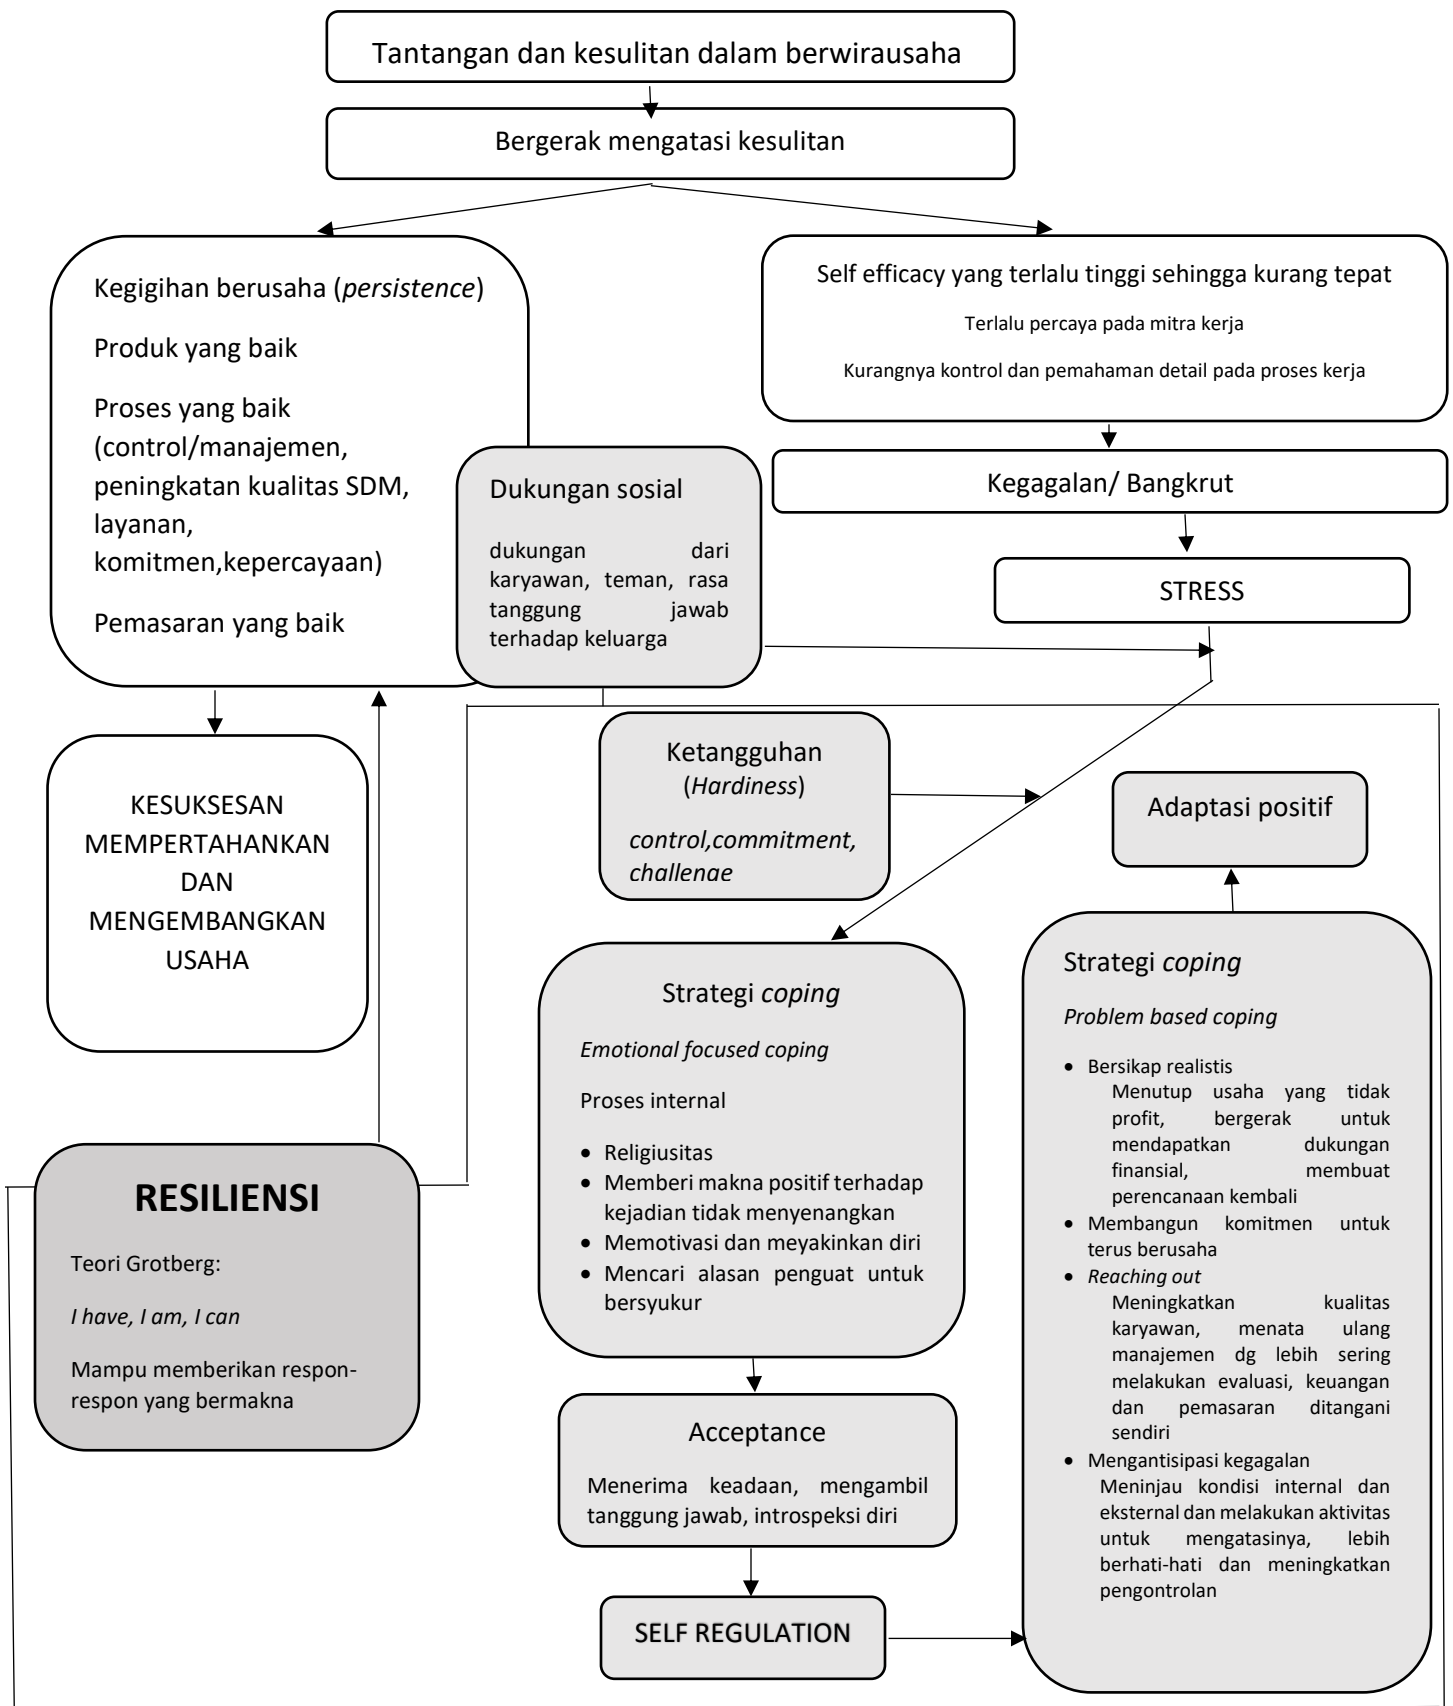 Tantangan dan kesulitan dalam berwirausaha
Bergerak mengatasi kesulitan
Kegigihan berusaha (persistence)
Produk yang baik
Proses yang baik
(control/manajemen,
peningkatan kualitas SDM,
layanan,
komitmen,kepercayaan)
Pemasaran yang baik
Self efficacy yang terlalu tinggi sehingga kurang tepat
Terlalu percaya pada mitra kerja
Kurangnya kontrol dan pemahaman detail pada proses kerja
Dukungan sosial
dukungan dari
karyawan, teman, rasa
tanggung jawab
terhadap keluarga
Kegagalan/ Bangkrut
STRESS
KESUKSESAN
MEMPERTAHANKAN
DAN
MENGEMBANGKAN
USAHA
Ketangguhan
(Hardiness)
control,commitment,
challenge
Adaptasi positif
Strategi coping
Emotional focused coping
Proses internal
• Religiusitas
• Memberi makna positif terhadap
kejadian tidak menyenangkan
• Memotivasi dan meyakinkan diri
• Mencari alasan penguat untuk
bersyukur
Strategi coping
Problem based coping
• Bersikap realistis
Menutup usaha yang tidak
profit, bergerak untuk
mendapatkan dukungan
finansial, membuat
perencanaan kembali
• Membangun komitmen untuk
terus berusaha
• Reaching out
Meningkatkan kualitas
karyawan, menata ulang
manajemen dg lebih sering
melakukan evaluasi, keuangan
dan pemasaran ditangani
sendiri
• Mengantisipasi kegagalan
Meninjau kondisi internal dan
eksternal dan melakukan aktivitas
untuk mengatasinya, lebih
berhati-hati dan meningkatkan
pengontrolan
RESILIENSI
Teori Grotberg:
I have, I am, I can
Mampu memberikan respon-
respon yang bermakna
Acceptance
Menerima keadaan, mengambil
tanggung jawab, introspeksi diri
SELF REGULATION